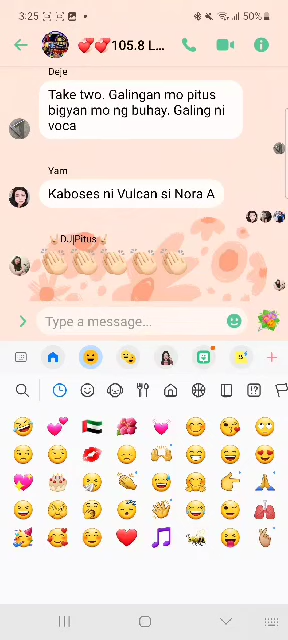 3:25
50%
105.8 L...
Deje
Take two. Galingan mo pitus
bigyan mo ng buhay. Galing ni
voca
Yam
Kaboses ni Vulcan si Nora A
DJ|Pitus
Type a message...